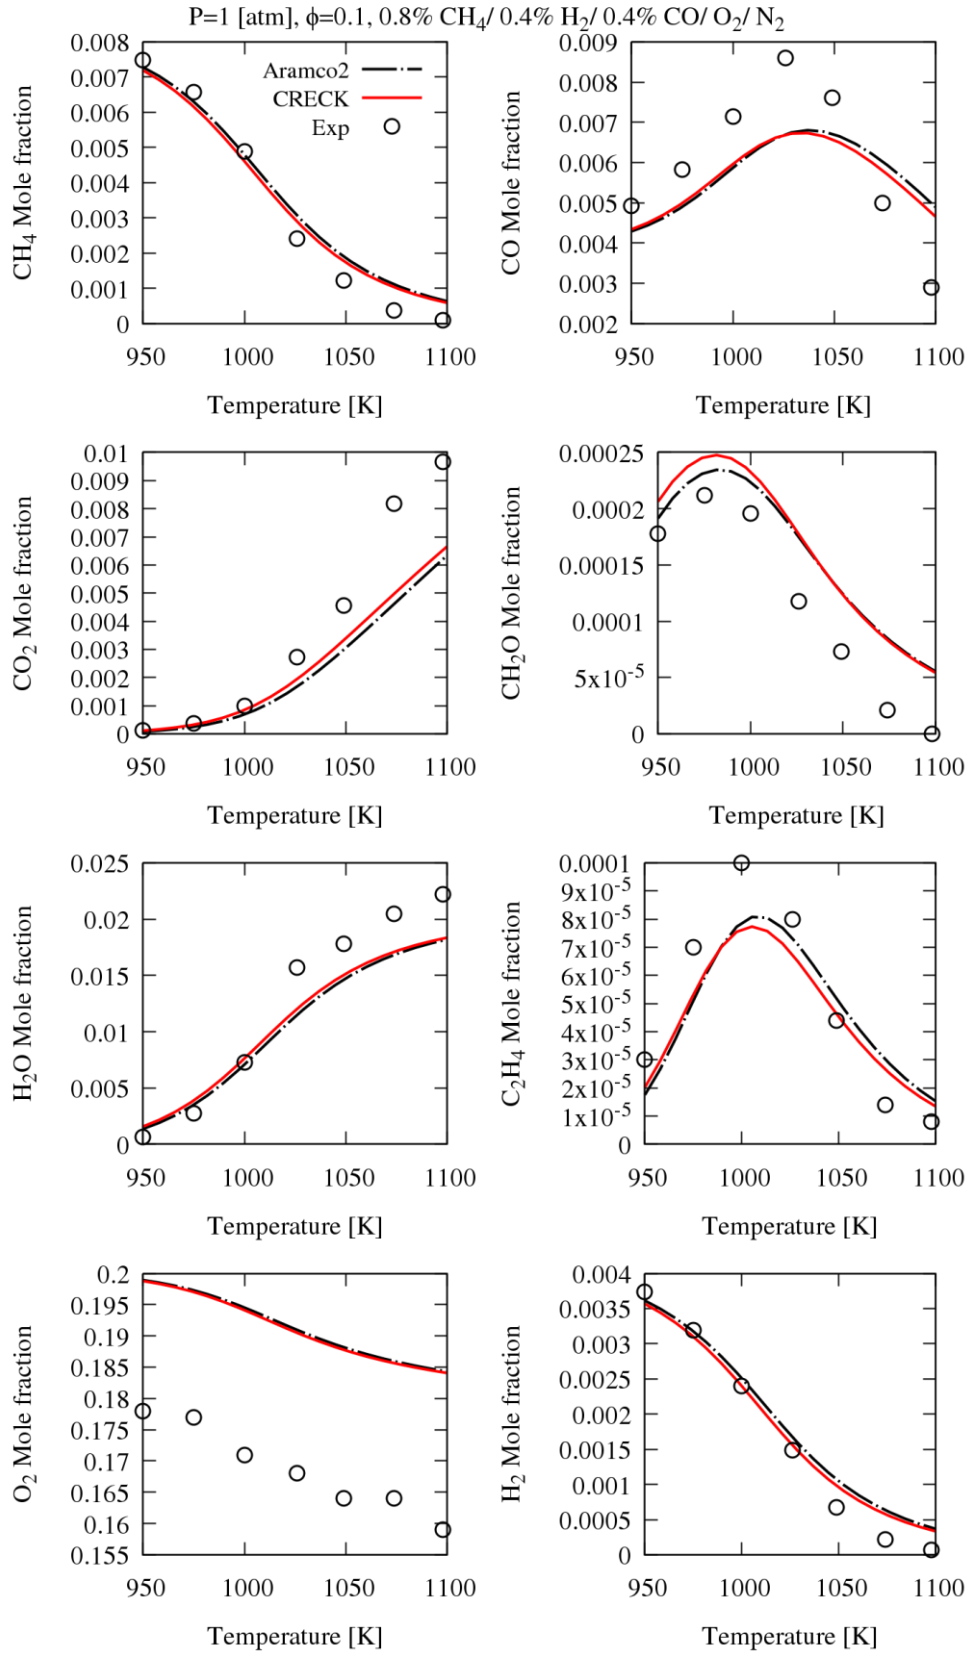 P=1 [atm], ϕ=0.1, 0.8% CH₄/ 0.4% H₂/ 0.4% CO/ O₂/ N₂
CH₄ Mole fraction
0.008
0.007
0.006
0.005
0.004
0.003
0.002
0.001
0
Aramco2
CRECK
Exp
950 1000 1050 1100
Temperature [K]
CO Mole fraction
0.009
0.008
0.007
0.006
0.005
0.004
0.003
0.002
950 1000 1050 1100
Temperature [K]
CO₂ Mole fraction
0.01
0.009
0.008
0.007
0.006
0.005
0.004
0.003
0.002
0.001
0
950 1000 1050 1100
Temperature [K]
CH₂O Mole fraction
0.00025
0.0002
0.00015
0.0001
5x10⁻⁵
0
950 1000 1050 1100
Temperature [K]
H₂O Mole fraction
0.025
0.02
0.015
0.01
0.005
0
950 1000 1050 1100
Temperature [K]
C₂H₄ Mole fraction
0.0001
9x10⁻⁵
8x10⁻⁵
7x10⁻⁵
6x10⁻⁵
5x10⁻⁵
4x10⁻⁵
3x10⁻⁵
2x10⁻⁵
1x10⁻⁵
0
950 1000 1050 1100
Temperature [K]
O₂ Mole fraction
0.2
0.195
0.19
0.185
0.18
0.175
0.17
0.165
0.16
0.155
950 1000 1050 1100
Temperature [K]
H₂ Mole fraction
0.004
0.0035
0.003
0.0025
0.002
0.0015
0.001
0.0005
0
950 1000 1050 1100
Temperature [K]